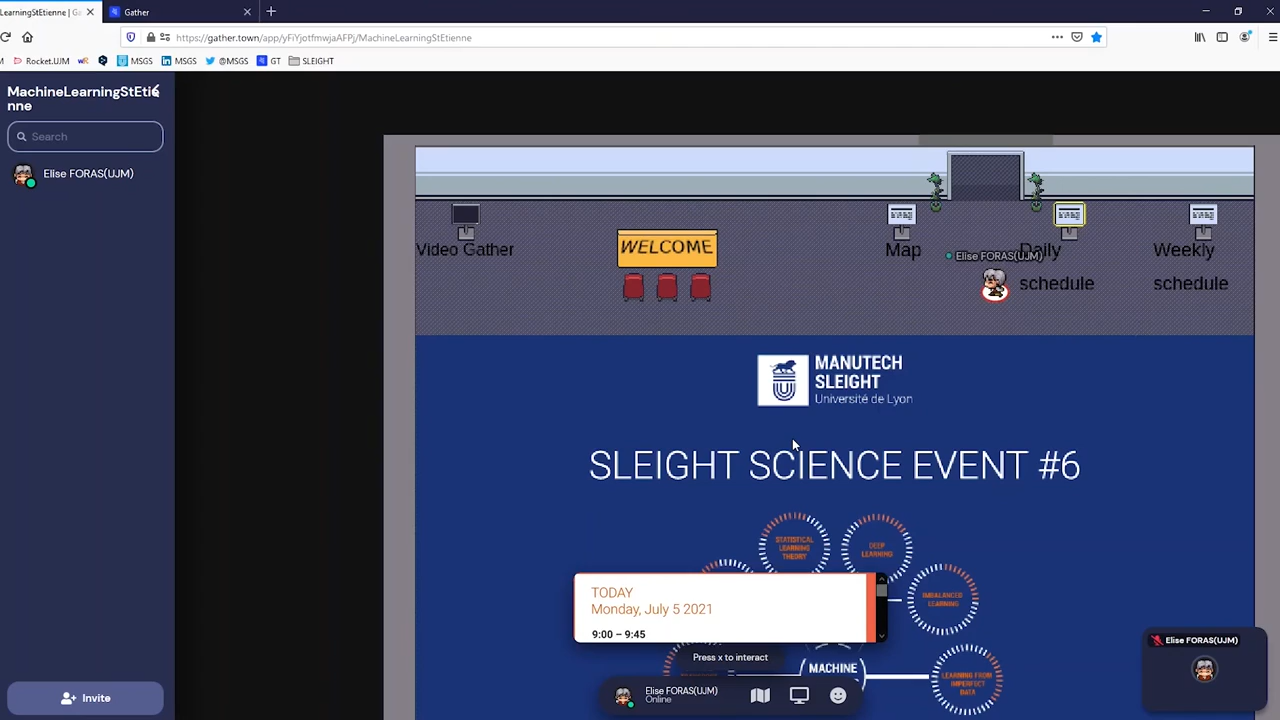 LearningStEtienne | Ga
Gather
https://gather.town/app/yFiYjotfmwjaAFPj/MachineLearningStEtienne
Rocket.UJM
wR
MSGS
MSGS
@MSGS
GT
SLEIGHT
MachineLearningStEtie
nne
Search
Elise FORAS(UJM)
Video Gather
WELCOME
Map
Daily
schedule
Weekly
schedule
Elise FORAS(UJM)
MANUTECH
SLEIGHT
Université de Lyon
SLEIGHT SCIENCE EVENT #6
STATISTICAL
LEARNING
THEORY
DEEP
LEARNING
IMBALANCED
LEARNING
TODAY
Monday, July 5 2021
9:00 – 9:45
MACHINE
LEARNING FROM
IMPERFECT
DATA
Press x to interact
Elise FORAS(UJM)
Online
Elise FORAS(UJM)
Invite